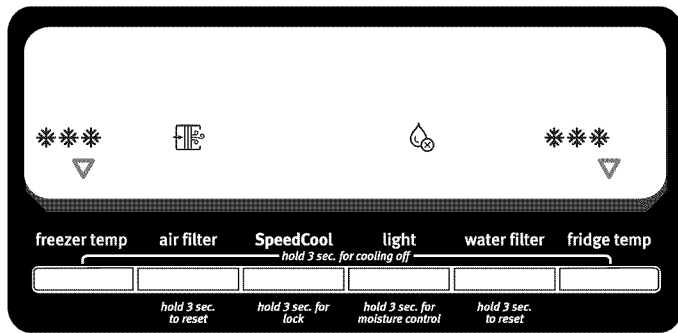 freezer temp air filter SpeedCool light water filter fridge temp
hold 3 sec. for cooling off
hold 3 sec. hold 3 sec. for hold 3 sec. for hold 3 sec.
to reset lock moisture control to reset